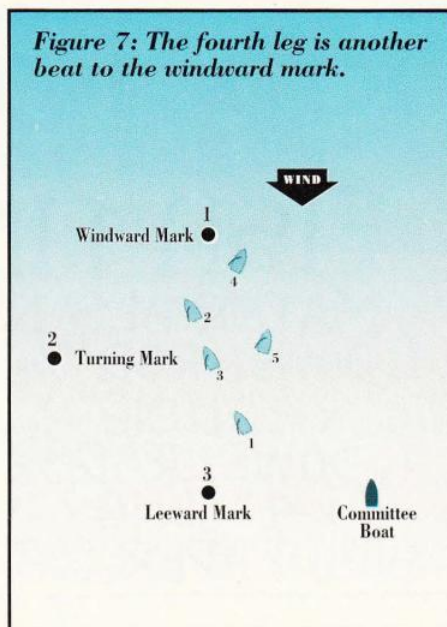 Figure 7: The fourth leg is another
beat to the windward mark.
WIND
1
Windward Mark
4
2
5
2
Turning Mark
3
1
3
Leeward Mark
Committee
Boat